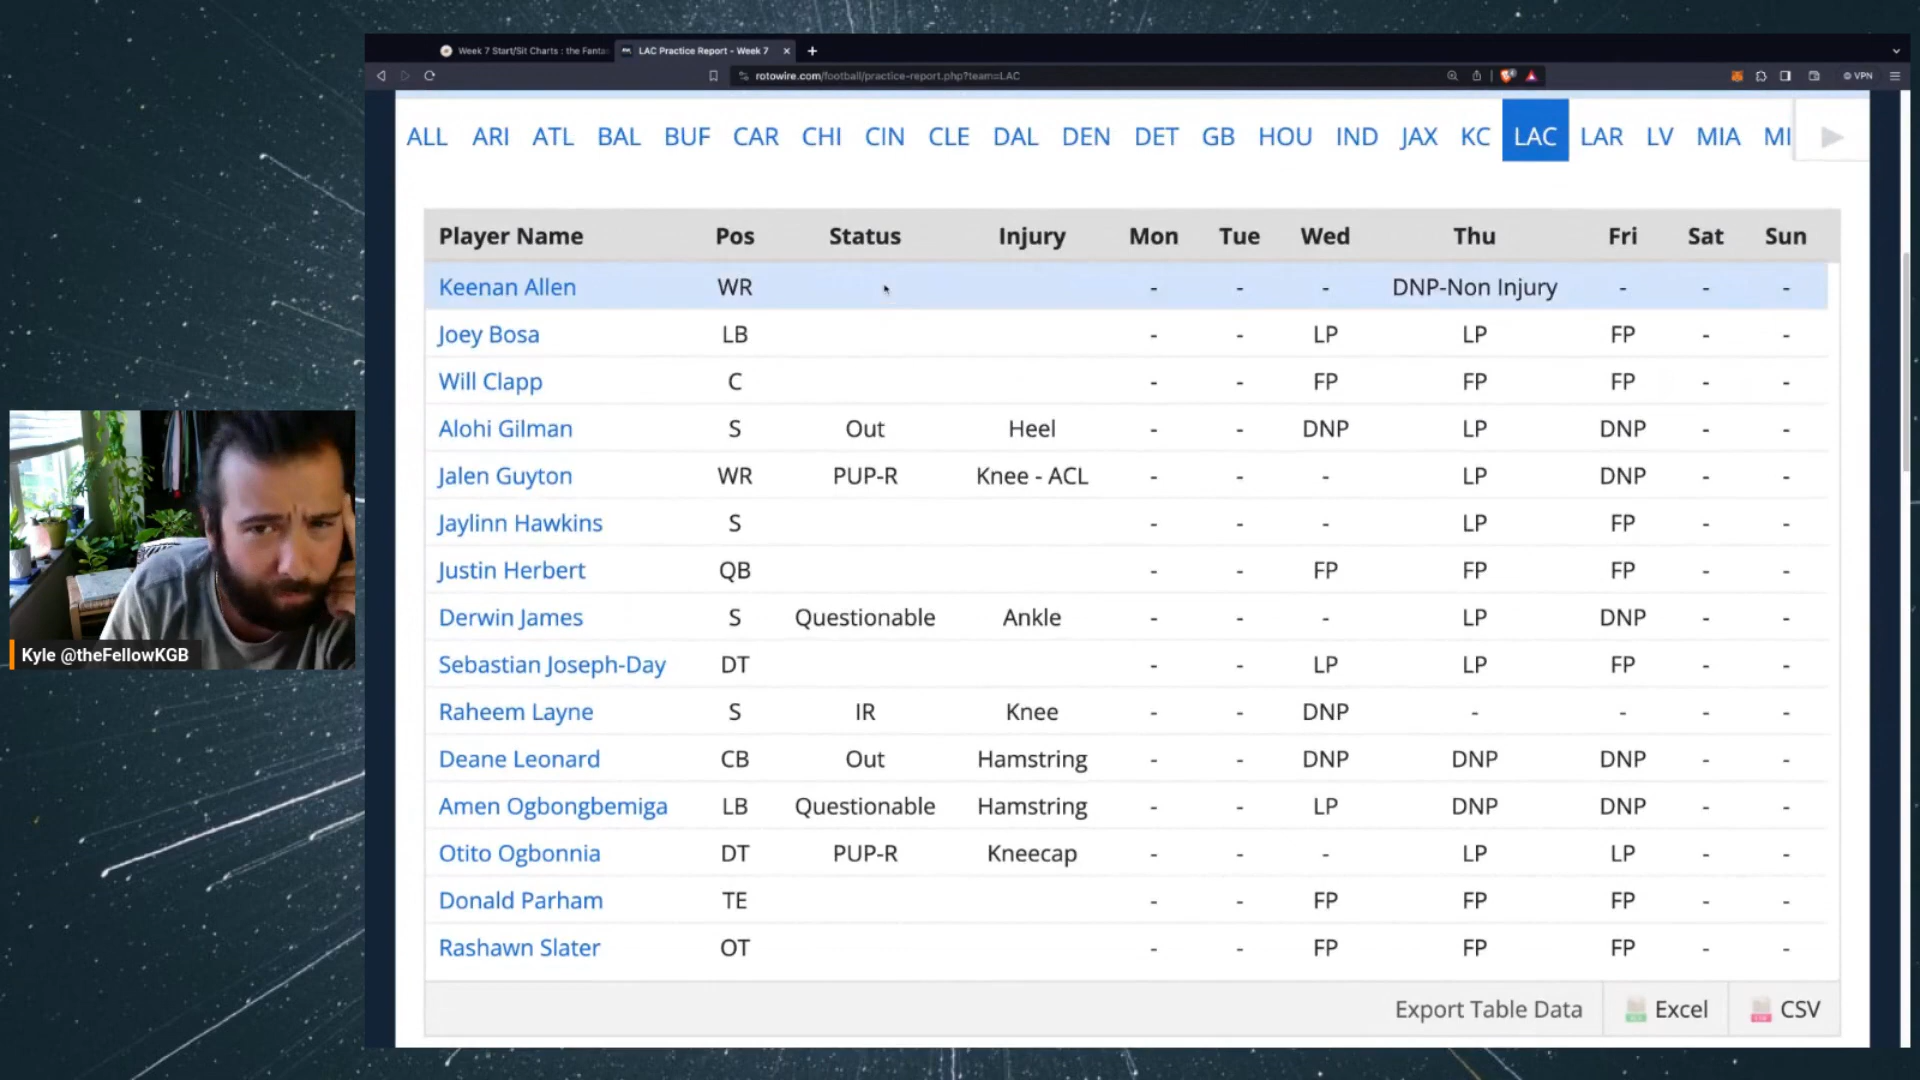 Week 7 Start/Sit Charts : the Fanta
LAC Practice Report - Week 7
rotowire.com/football/practice-report.php?team=LAC
VPN
ALL ARI ATL BAL BUF CAR CHI CIN CLE DAL DEN DET GB HOU IND JAX KC LAC LAR LV MIA MI
Player Name Pos Status Injury Mon Tue Wed Thu Fri Sat Sun
Keenan Allen WR - - - DNP-Non Injury - - -
Joey Bosa LB - - LP LP FP - -
Will Clapp C - - FP FP FP - -
Alohi Gilman S Out Heel - - DNP LP DNP - -
Jalen Guyton WR PUP-R Knee - ACL - - - LP DNP - -
Jaylinn Hawkins S - - - LP FP - -
Justin Herbert QB - - FP FP FP - -
Derwin James S Questionable Ankle - - - LP DNP - -
Sebastian Joseph-Day DT - - LP LP FP - -
Raheem Layne S IR Knee - - DNP - - - -
Deane Leonard CB Out Hamstring - - DNP DNP DNP - -
Amen Ogbongbemiga LB Questionable Hamstring - - LP DNP DNP - -
Otito Ogbonnia DT PUP-R Kneecap - - - LP LP - -
Donald Parham TE - - FP FP FP - -
Rashawn Slater OT - - FP FP FP - -
Export Table Data Excel CSV
Kyle @theFellowKGB